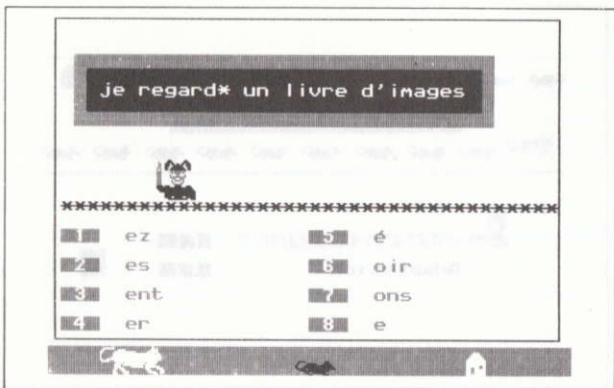 je regard* un livre d'images
************************************************
1 ez 5 é
2 es 6 oir
3 ent 7 ons
4 er 8 e